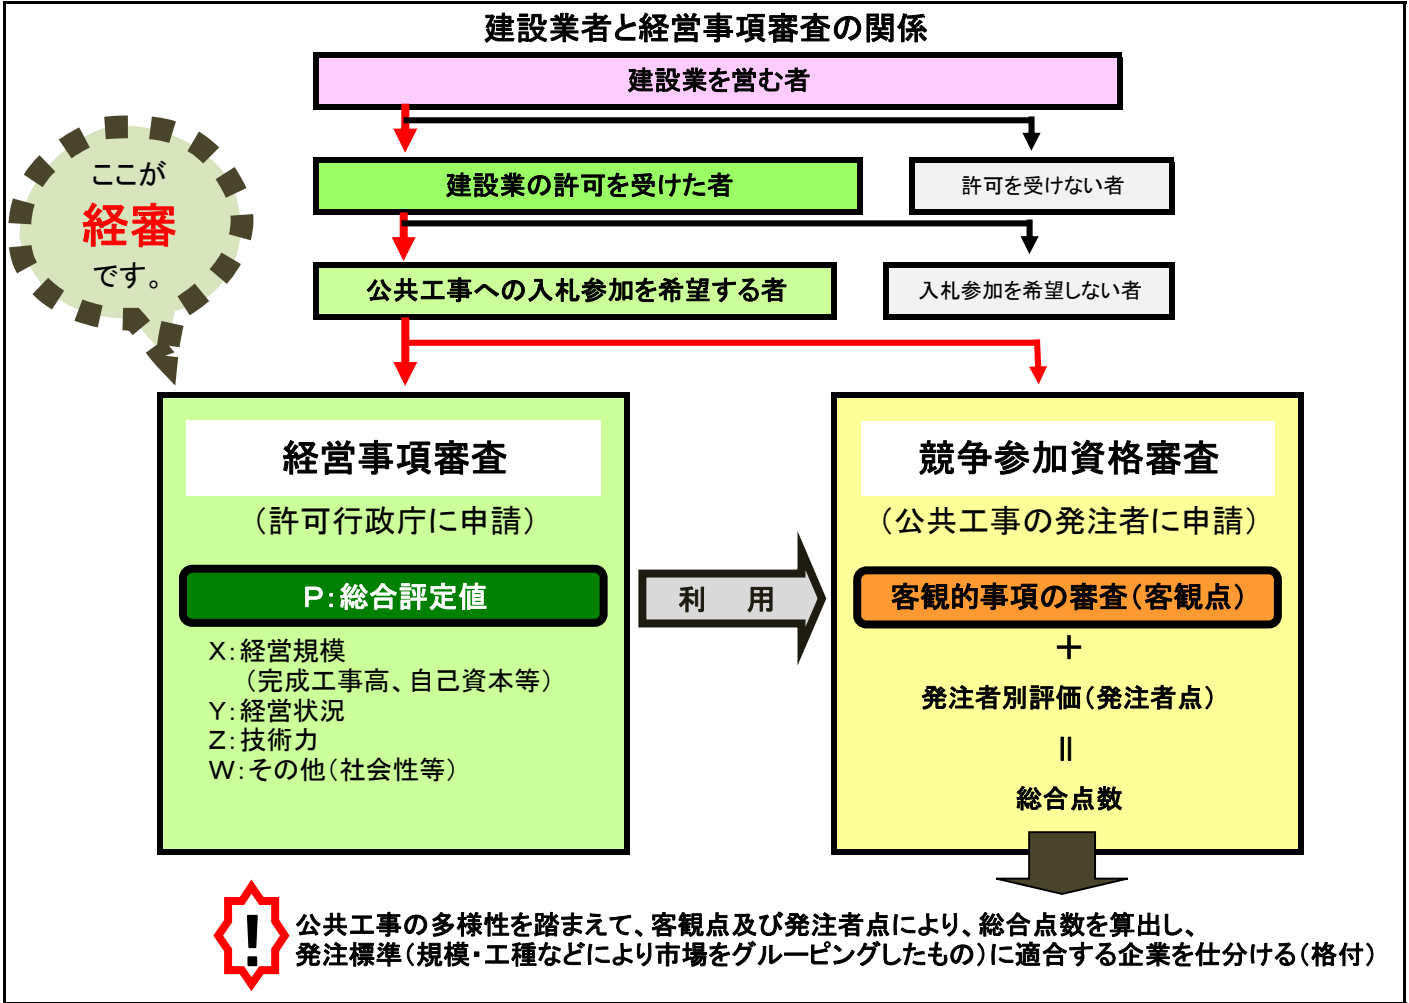 建設業者と経営事項審査の関係
建設業を営む者
ここが
経審
です。
建設業の許可を受けた者
許可を受けない者
公共工事への入札参加を希望する者
入札参加を希望しない者
経営事項審査
（許可行政庁に申請）
P：総合評定値
X：経営規模
（完成工事高、自己資本等）
Y：経営状況
Z：技術力
W：その他（社会性等）
利　用
競争参加資格審査
（公共工事の発注者に申請）
客観的事項の審査（客観点）
＋
発注者別評価（発注者点）
＝
総合点数
！
公共工事の多様性を踏まえて、客観点及び発注者点により、総合点数を算出し、
発注標準（規模・工種などにより市場をグルーピングしたもの）に適合する企業を仕分ける（格付）